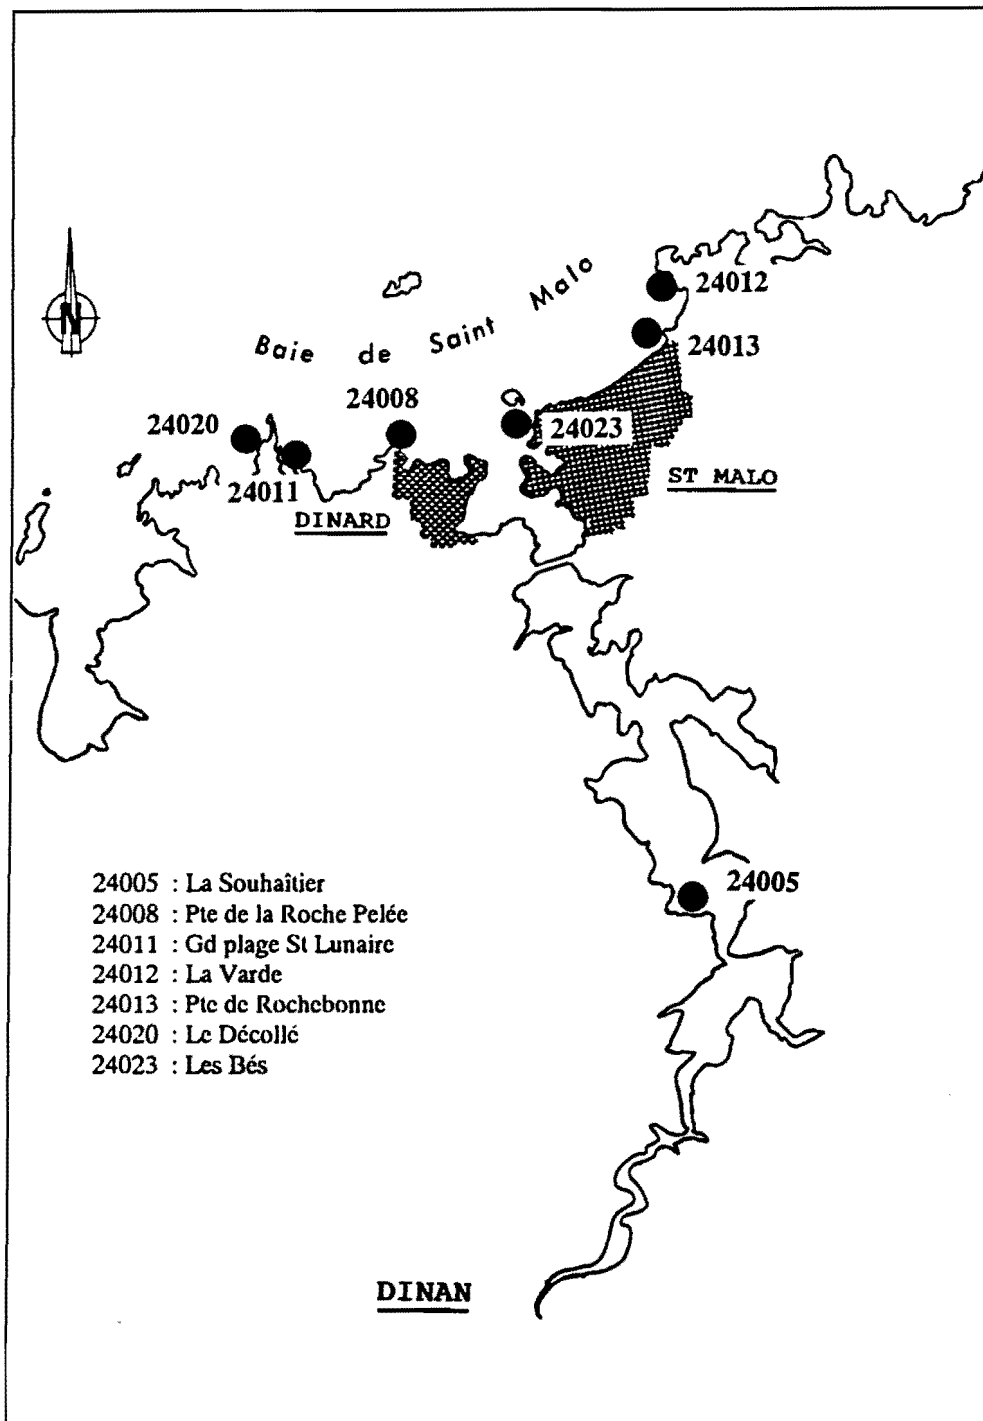 24012
Baie de Saint Malo
N
24013
24008
24020
24023
24011
ST MALO
DINARD
24005
24005 : La Souhaîtier
24008 : Pte de la Roche Pelée
24011 : Gd plage St Lunaire
24012 : La Varde
24013 : Pte de Rochebonne
24020 : Le Décollé
24023 : Les Bés
DINAN